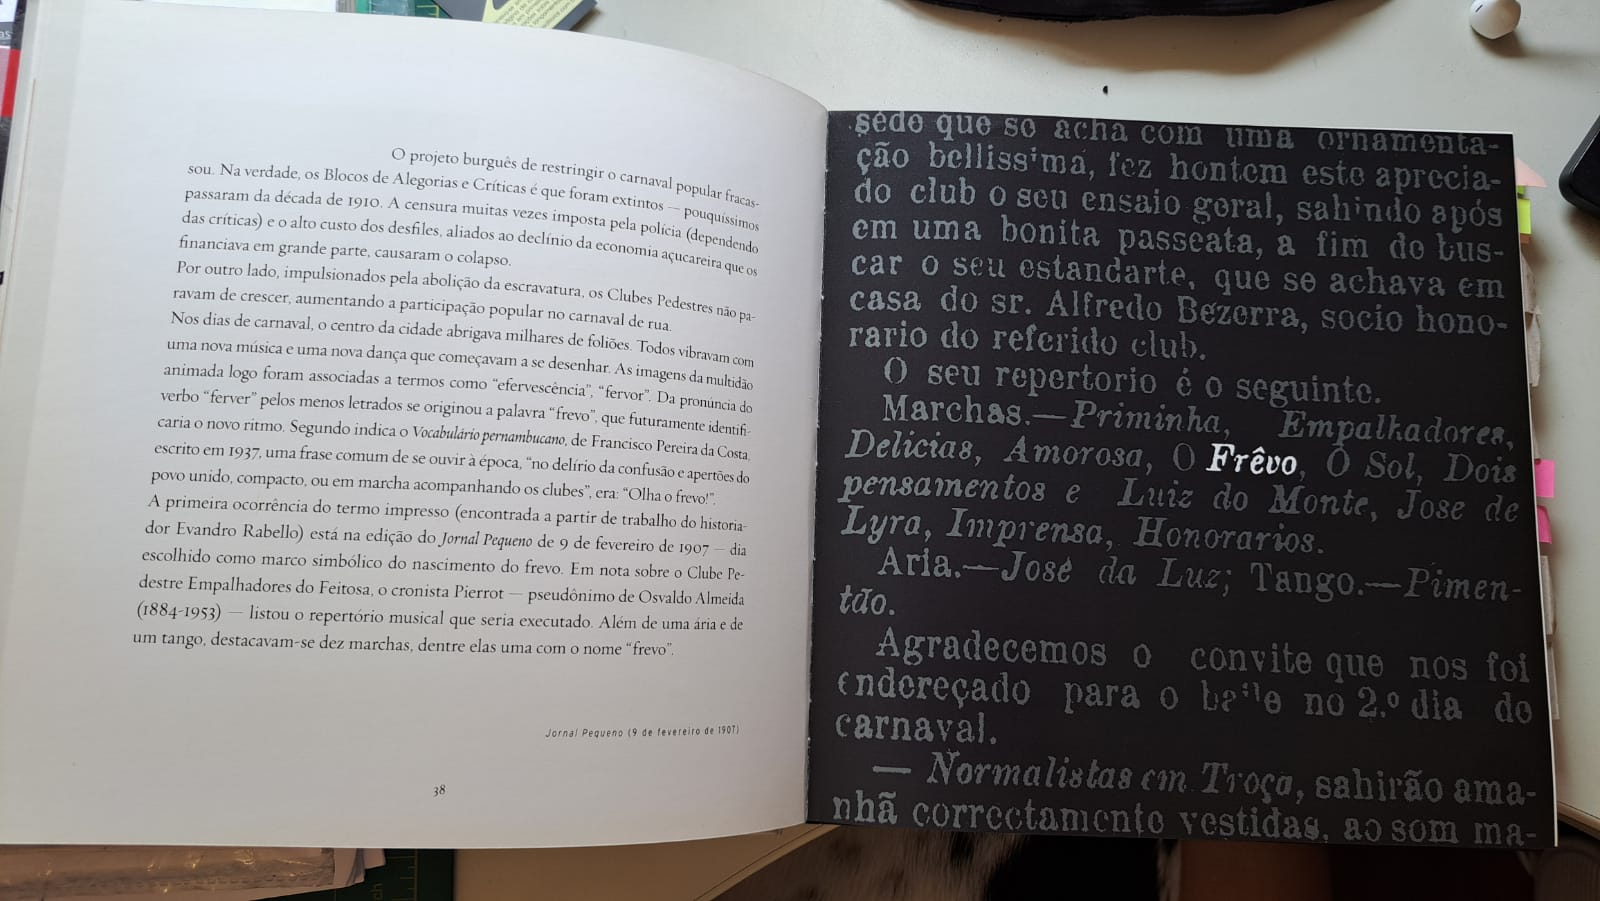 O projeto burguês de restringir o carnaval popular fracas-
sou. Na verdade, os Blocos de Alegorias e Críticas é que foram extintos — pouquíssimos
passaram da década de 1910. A censura muitas vezes imposta pela polícia (dependendo
das críticas) e o alto custo dos desfiles, aliados ao declínio da economia açucareira que os
financiava em grande parte, causaram o colapso.
Por outro lado, impulsionados pela abolição da escravatura, os Clubes Pedestres não pa-
ravam de crescer, aumentando a participação popular no carnaval de rua.
Nos dias de carnaval, o centro da cidade abrigava milhares de foliões. Todos vibravam com
uma nova música e uma nova dança que começavam a se desenhar. As imagens da multidão
animada logo foram associadas a termos como “efervescência”, “fervor”. Da pronúncia do
verbo “ferver” pelos menos letrados se originou a palavra “frevo”, que futuramente identifi-
caria o novo ritmo. Segundo indica o Vocabulário pernambucano, de Francisco Pereira da Costa,
escrito em 1937, uma frase comum de se ouvir à época, “no delírio da confusão e apertões do
povo unido, compacto, ou em marcha acompanhando os clubes”, era: “Olha o frevo!”.
A primeira ocorrência do termo impresso (encontrada a partir de trabalho do historia-
dor Evandro Rabello) está na edição do Jornal Pequeno de 9 de fevereiro de 1907 — dia
escolhido como marco simbólico do nascimento do frevo. Em nota sobre o Clube Pe-
destre Empalhadores do Feitosa, o cronista Pierrot — pseudônimo de Osvaldo Almeida
(1884-1953) — listou o repertório musical que seria executado. Além de uma ária e de
um tango, destacavam-se dez marchas, dentre elas uma com o nome “frevo”.
Jornal Pequeno (9 de fevereiro de 1907)
38
séde que se acha com uma ornamenta-
ção bellissima, fez hontem este aprecia-
do club o seu ensaio geral, sahindo após
em uma bonita passeata, a fim de bus-
car o seu estandarte, que se achava em
casa do sr. Alfredo Bezerra, socio hono-
rario do referido club.
O seu repertorio é o seguinte.
Marchas.—Priminha, Empalhadores,
Delicias, Amorosa, O Frêvo, O Sol, Dois
pensamentos e Luiz do Monte, Jose de
Lyra, Imprensa, Honorarios.
Aria.—José da Luz; Tango.—Pimen-
tão.
Agradecemos o convite que nos foi
endereçado para o baile no 2.º dia de
carnaval.
— Normalistas em Troça, sahirão ama-
nhã correctamente vestidas, ao som ma-